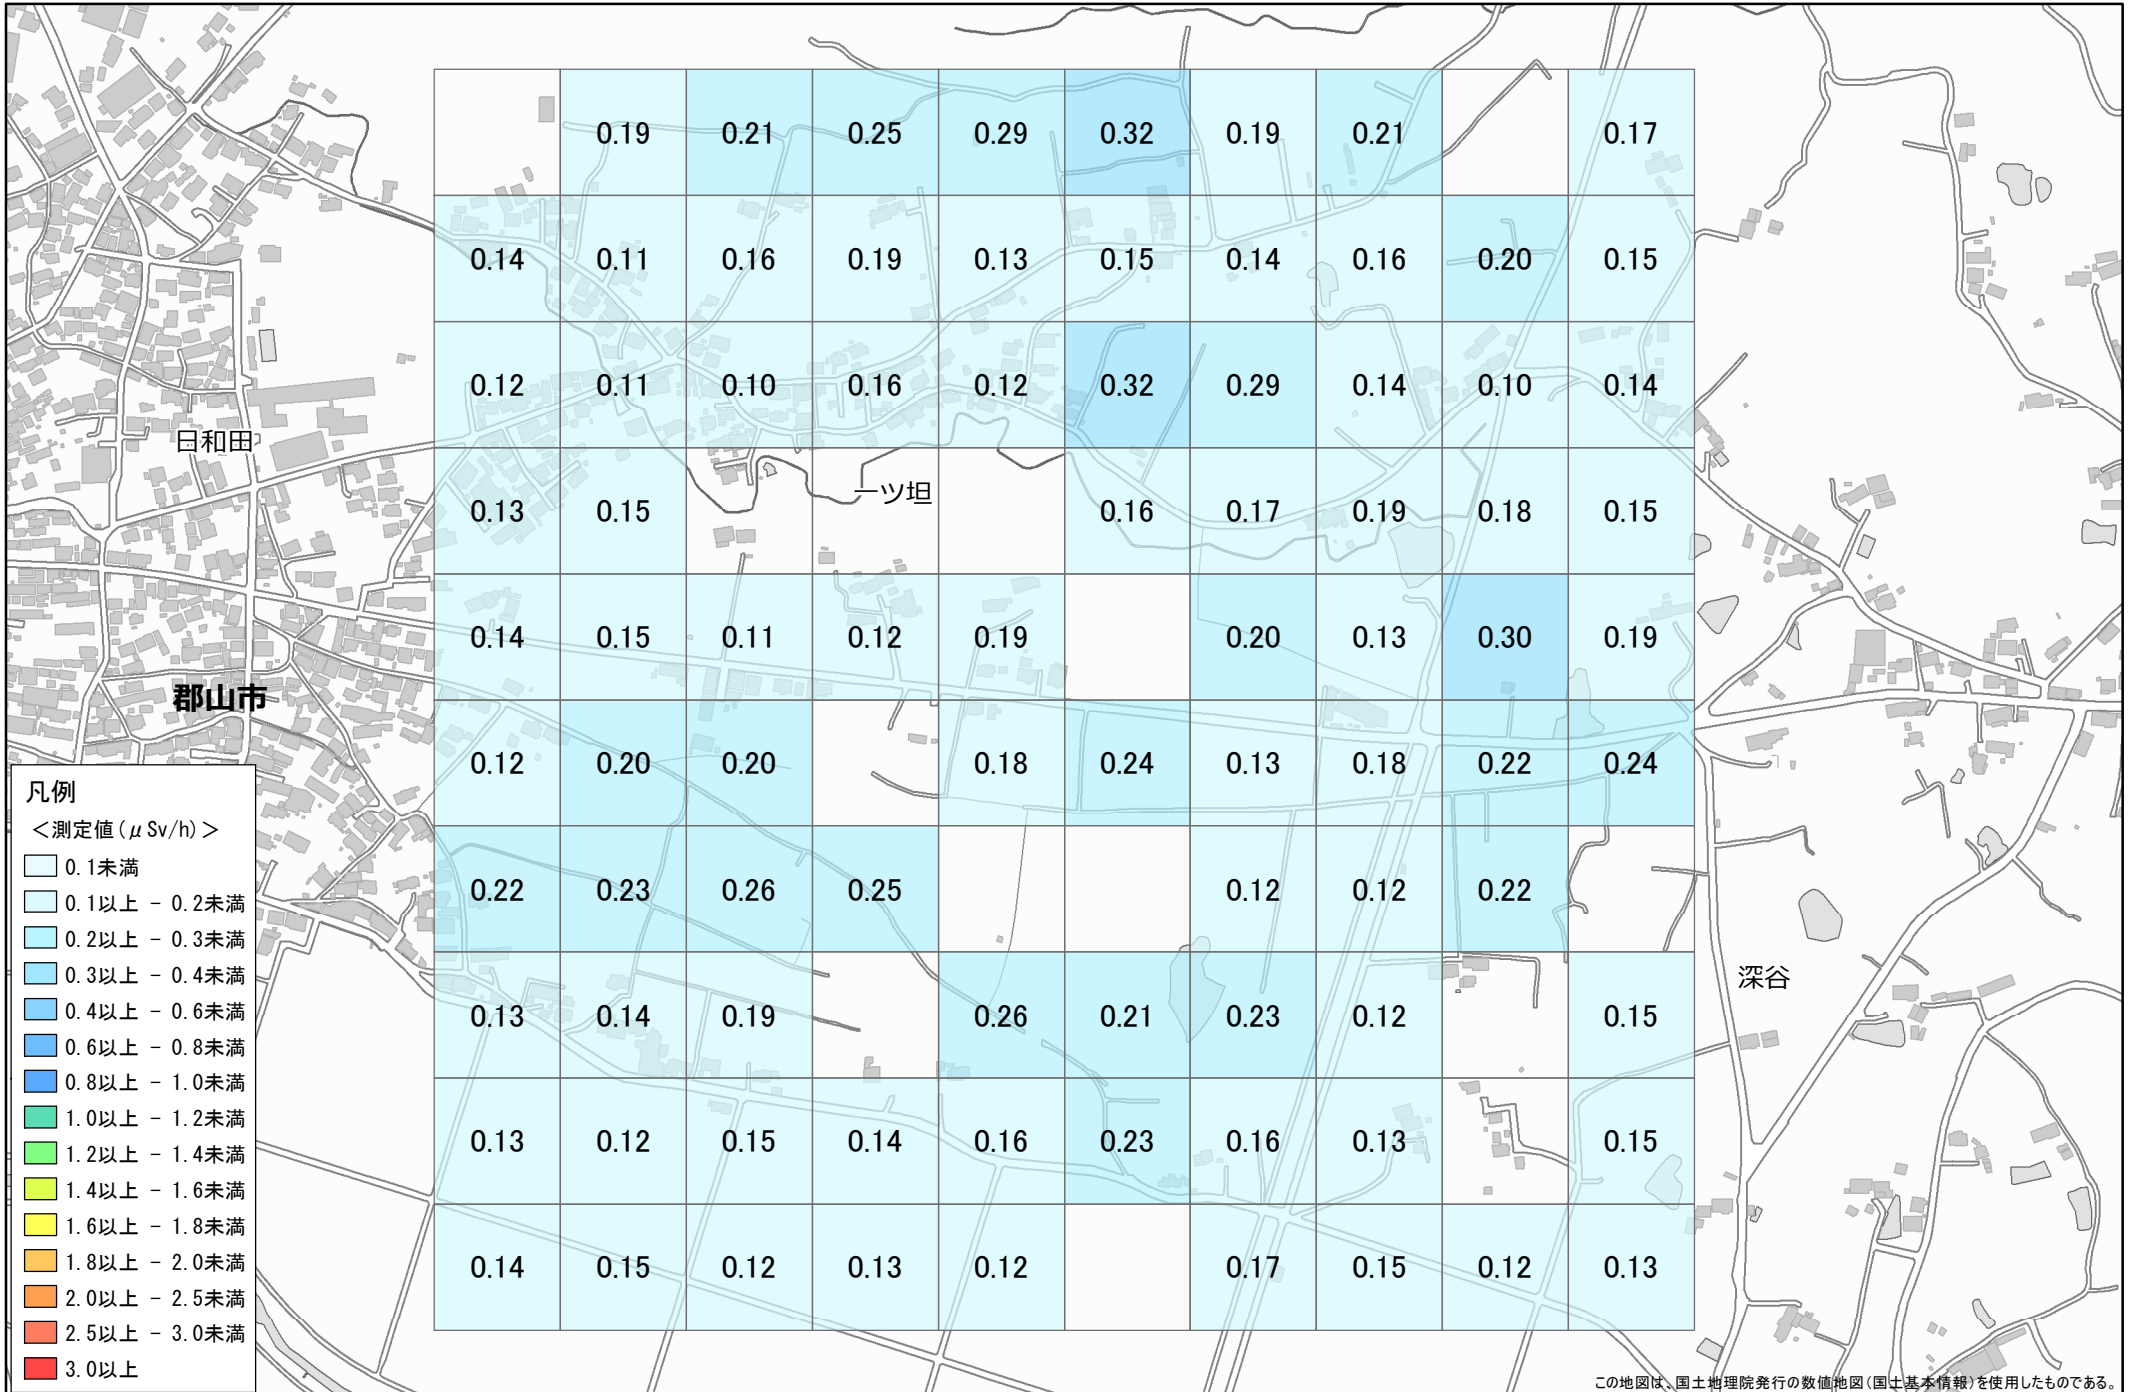 0.19 0.21 0.25 0.29 0.32 0.19 0.21 0.17
0.14 0.11 0.16 0.19 0.13 0.15 0.14 0.16 0.20 0.15
0.12 0.11 0.10 0.16 0.12 0.32 0.29 0.14 0.10 0.14
日和田
一ツ坦
0.13 0.15 0.16 0.17 0.19 0.18 0.15
0.14 0.15 0.11 0.12 0.19 0.20 0.13 0.30 0.19
郡山市
0.12 0.20 0.20 0.18 0.24 0.13 0.18 0.22 0.24
0.22 0.23 0.26 0.25 0.12 0.12 0.22
深谷
0.13 0.14 0.19 0.26 0.21 0.23 0.12 0.15
0.13 0.12 0.15 0.14 0.16 0.23 0.16 0.13 0.15
0.14 0.15 0.12 0.13 0.12 0.17 0.15 0.12 0.13
凡例
＜測定値(μSv/h)＞
0.1未満
0.1以上 － 0.2未満
0.2以上 － 0.3未満
0.3以上 － 0.4未満
0.4以上 － 0.6未満
0.6以上 － 0.8未満
0.8以上 － 1.0未満
1.0以上 － 1.2未満
1.2以上 － 1.4未満
1.4以上 － 1.6未満
1.6以上 － 1.8未満
1.8以上 － 2.0未満
2.0以上 － 2.5未満
2.5以上 － 3.0未満
3.0以上
この地図は、国土地理院発行の数値地図(国土基本情報)を使用したものである。